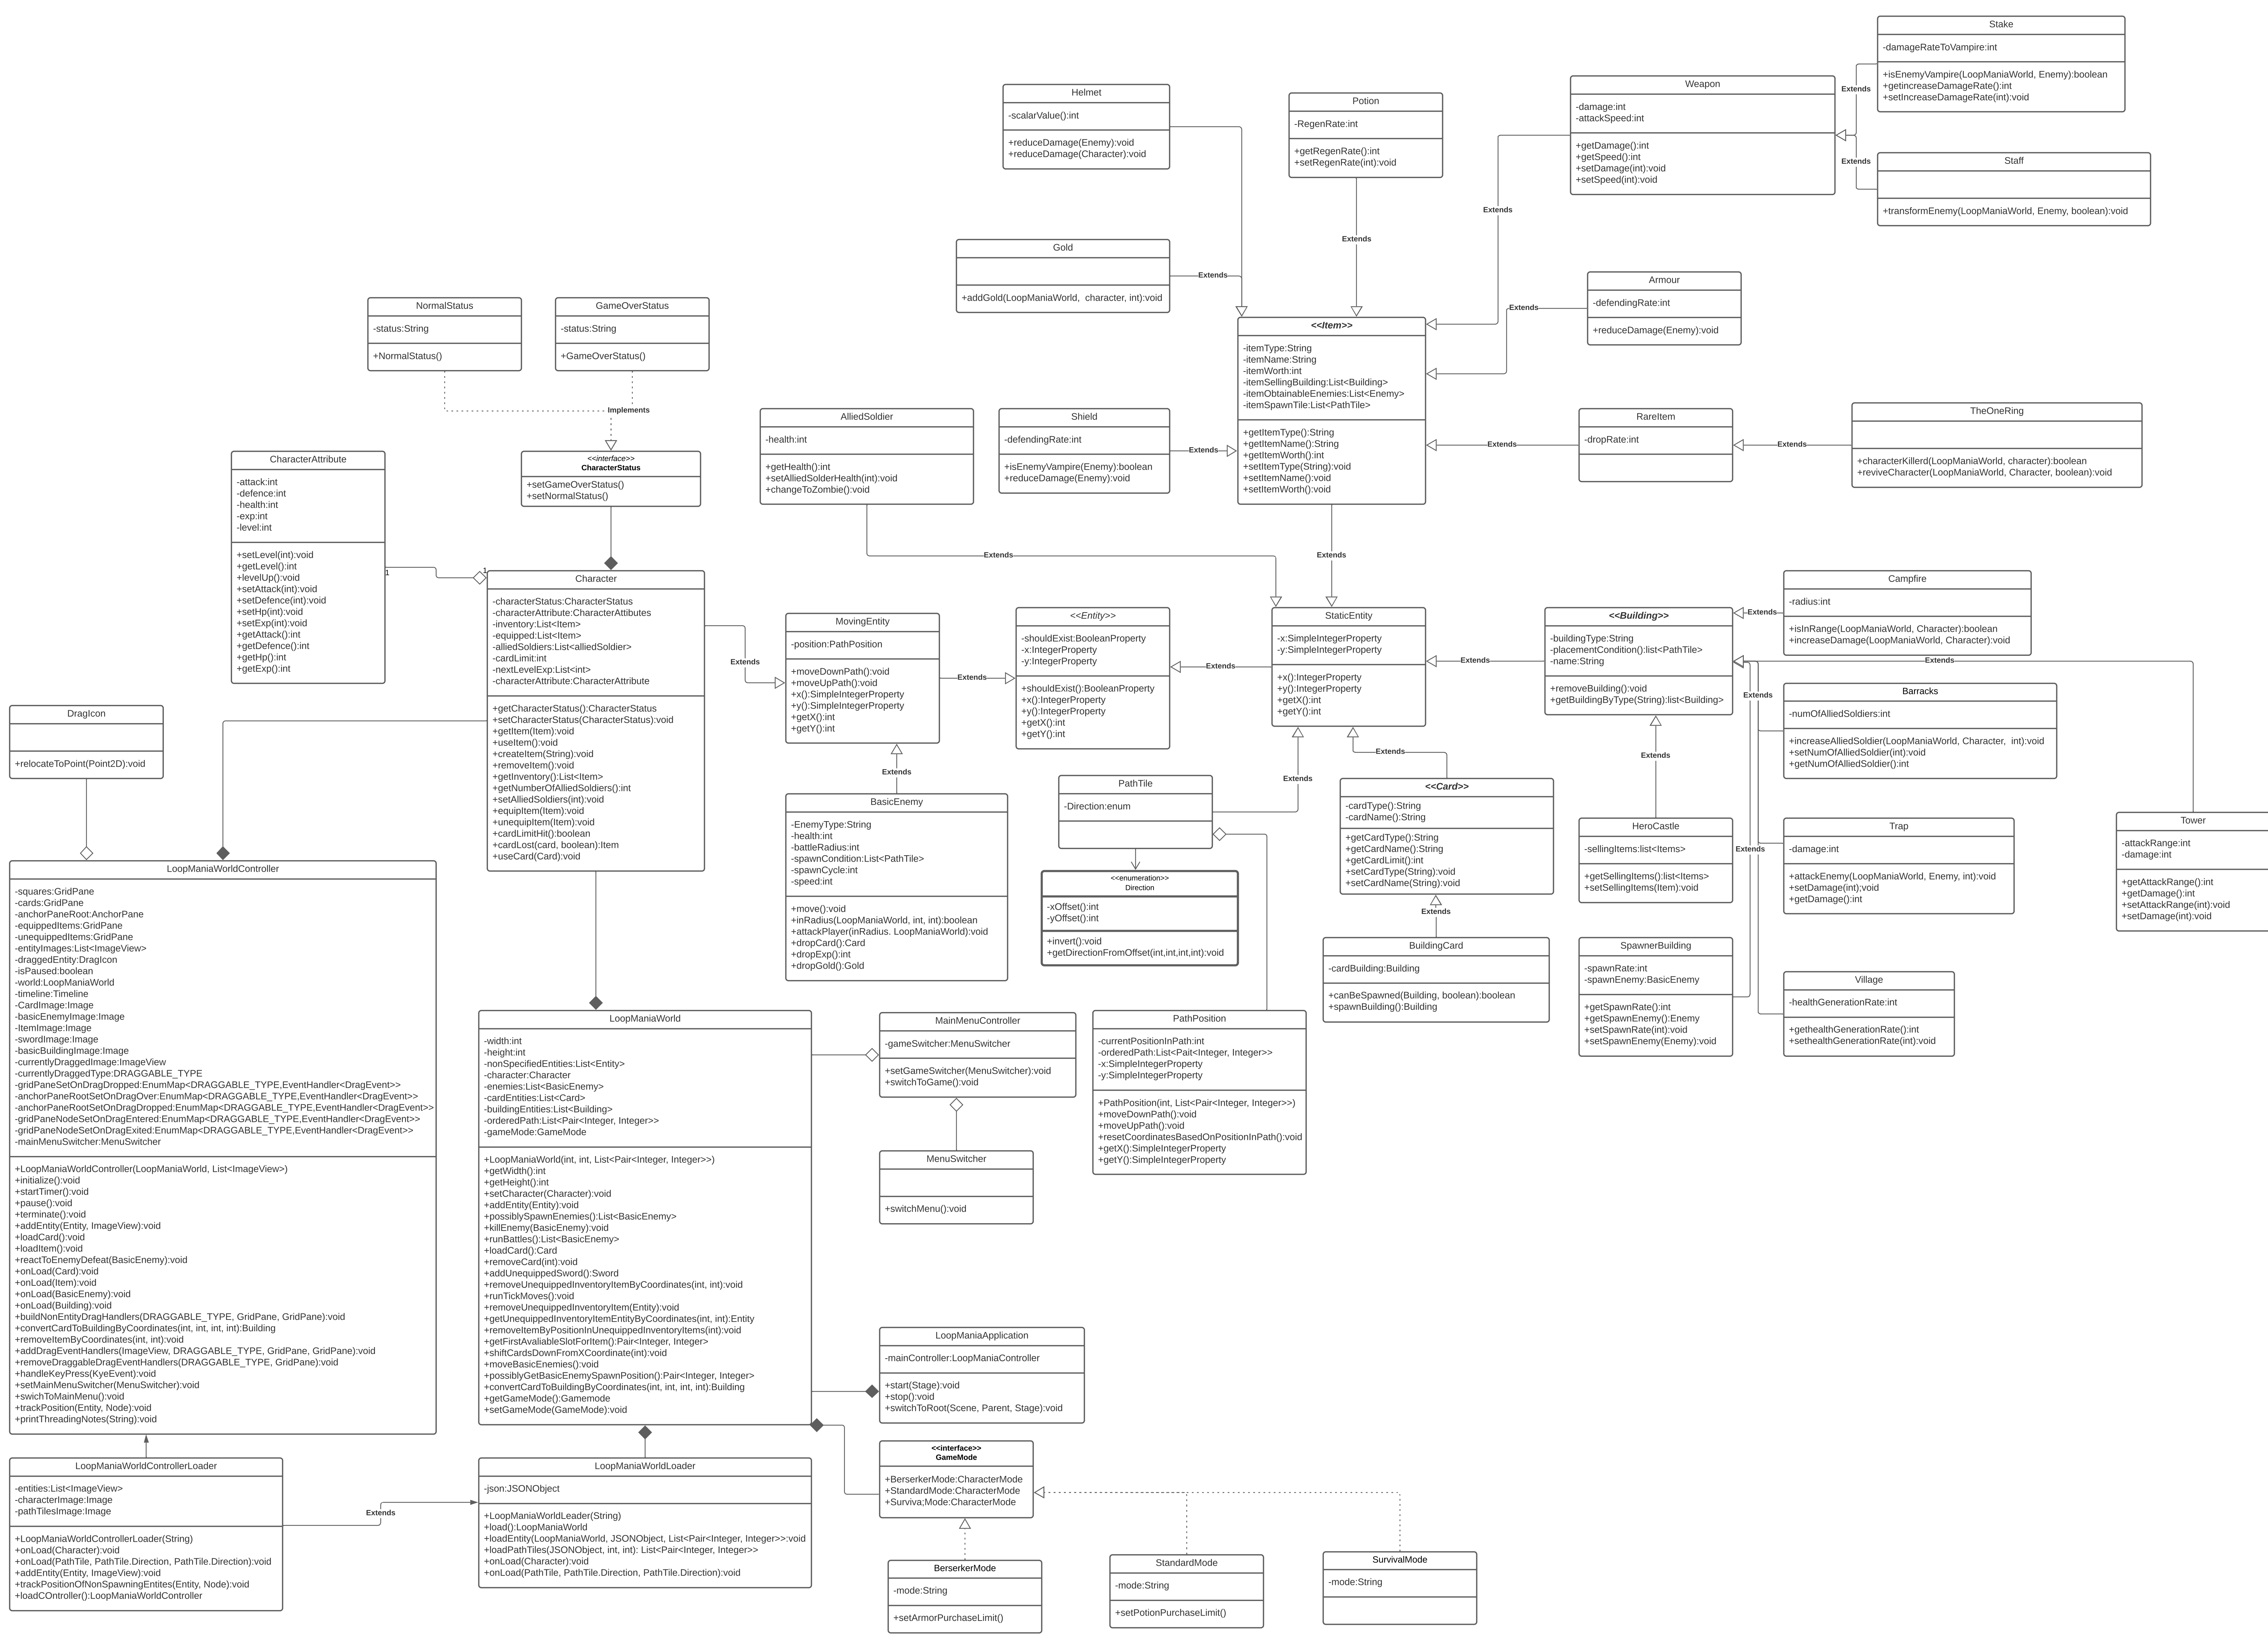 Stake
-damageRateToVampire:int
+isEnemyVampire(LoopManiaWorld, Enemy):boolean
+getincreaseDamageRate():int
+setIncreaseDamageRate(int):void
Extends
Extends
Staff
+transformEnemy(LoopManiaWorld, Enemy, boolean):void
Weapon
-damage:int
-attackSpeed:int
+getDamage():int
+getSpeed():int
+setDamage(int):void
+setSpeed(int):void
Helmet
-scalarValue():int
+reduceDamage(Enemy):void
+reduceDamage(Character):void
Potion
-RegenRate:int
+getRegenRate():int
+setRegenRate(int):void
Extends
Extends
Gold
+addGold(LoopManiaWorld,  character, int):void
Extends
Armour
-defendingRate:int
+reduceDamage(Enemy):void
Extends
NormalStatus
-status:String
+NormalStatus()
GameOverStatus
-status:String
+GameOverStatus()
Implements
<<Item>>
-itemType:String
-itemName:String
-itemWorth:int
-itemSellingBuilding:List<Building>
-itemObtainableEnemies:List<Enemy>
-itemSpawnTile:List<PathTile>
+getItemType():String
+getItemName():String
+getItemWorth():int
+setItemType(String):void
+setItemName():void
+setItemWorth():void
AlliedSoldier
-health:int
+getHealth():int
+setAlliedSolderHealth(int):void
+changeToZombie():void
Shield
-defendingRate:int
+isEnemyVampire(Enemy):boolean
+reduceDamage(Enemy):void
Extends
RareItem
-dropRate:int
Extends
TheOneRing
+characterKillerd(LoopManiaWorld, character):boolean
+reviveCharacter(LoopManiaWorld, Character, boolean):void
Extends
CharacterAttribute
-attack:int
-defence:int
-health:int
-exp:int
-level:int
+setLevel(int):void
+getLevel():int
+levelUp():void
+setAttack(int):void
+setDefence(int):void
+setHp(int):void
+setExp(int):void
+getAttack():int
+getDefence():int
+getHp():int
+getExp():int
1
1
<<interface>>
CharacterStatus
+setGameOverStatus()
+setNormalStatus()
Extends
Extends
Character
-characterStatus:CharacterStatus
-characterAttribute:CharacterAttibutes
-inventory:List<Item>
-equipped:List<Item>
-alliedSoldiers:List<alliedSoldier>
-cardLimit:int
-nextLevelExp:List<int>
-characterAttribute:CharacterAttribute
+getCharacterStatus():CharacterStatus
+setCharacterStatus(CharacterStatus):void
+getItem(Item):void
+useItem():void
+createItem(String):void
+removeItem():void
+getInventory():List<Item>
+getNumberOfAlliedSoldiers():int
+setAlliedSoldiers(int):void
+equipItem(Item):void
+unequipItem(Item):void
+cardLimitHit():boolean
+cardLost(card, boolean):Item
+useCard(Card):void
Extends
MovingEntity
-position:PathPosition
+moveDownPath():void
+moveUpPath():void
+x():SimpleIntegerProperty
+y():SimpleIntegerProperty
+getX():int
+getY():int
Extends
<<Entity>>
-shouldExist:BooleanProperty
-x:IntegerProperty
-y:IntegerProperty
+shouldExist():BooleanProperty
+x():IntegerProperty
+y():IntegerProperty
+getX():int
+getY():int
Extends
StaticEntity
-x:SimpleIntegerProperty
-y:SimpleIntegerProperty
+x():IntegerProperty
+y():IntegerProperty
+getX():int
+getY():int
Extends
<<Building>>
-buildingType:String
-placementCondition():list<PathTile>
-name:String
+removeBuilding():void
+getBuildingByType(String):list<Building>
Extends
Campfire
-radius:int
+isInRange(LoopManiaWorld, Character):boolean
+increaseDamage(LoopManiaWorld, Character):void
Extends
Extends
Barracks
-numOfAlliedSoldiers:int
+increaseAlliedSoldier(LoopManiaWorld, Character,  int):void
+setNumOfAlliedSoldier(int):void
+getNumOfAlliedSoldier():int
DragIcon
+relocateToPoint(Point2D):void
Extends
Extends
Extends
Extends
Extends
PathTile
-Direction:enum
<<Card>>
-cardType():String
-cardName():String
+getCardType():String
+getCardName():String
+getCardLimit():int
+setCardType(String):void
+setCardName(String):void
Extends
HeroCastle
-sellingItems:list<Items>
+getSellingItems():list<Items>
+setSellingItems(Item):void
Trap
-damage:int
+attackEnemy(LoopManiaWorld, Enemy, int):void
+setDamage(int);void
+getDamage():int
Tower
-attackRange:int
-damage:int
+getAttackRange():int
+getDamage():int
+setAttackRange(int):void
+setDamage(int):void
BasicEnemy
-EnemyType:String
-health:int
-battleRadius:int
-spawnCondition:List<PathTile>
-spawnCycle:int
-speed:int
+move():void
+inRadius(LoopManiaWorld, int, int):boolean
+attackPlayer(inRadius. LoopManiaWorld):void
+dropCard():Card
+dropExp():int
+dropGold():Gold
<<enumeration>>
Direction
-xOffset():int
-yOffset():int
+invert():void
+getDirectionFromOffset(int,int,int,int):void
BuildingCard
-cardBuilding:Building
+canBeSpawned(Building, boolean):boolean
+spawnBuilding():Building
SpawnerBuilding
-spawnRate:int
-spawnEnemy:BasicEnemy
+getSpawnRate():int
+getSpawnEnemy():Enemy
+setSpawnRate(int):void
+setSpawnEnemy(Enemy):void
Village
-healthGenerationRate:int
+gethealthGenerationRate():int
+sethealthGenerationRate(int):void
LoopManiaWorldController
-squares:GridPane
-cards:GridPane
-anchorPaneRoot:AnchorPane
-equippedItems:GridPane
-unequippedItems:GridPane
-entityImages:List<ImageView>
-draggedEntity:DragIcon
-isPaused:boolean
-world:LoopManiaWorld
-timeline:Timeline
-CardImage:Image
-basicEnemyImage:Image
-ItemImage:Image
-swordImage:Image
-basicBuildingImage:Image
-currentlyDraggedImage:ImageView
-currentlyDraggedType:DRAGGABLE_TYPE
-gridPaneSetOnDragDropped:EnumMap<DRAGGABLE_TYPE,EventHandler<DragEvent>>
-anchorPaneRootSetOnDragOver:EnumMap<DRAGGABLE_TYPE,EventHandler<DragEvent>>
-anchorPaneRootSetOnDragDropped:EnumMap<DRAGGABLE_TYPE,EventHandler<DragEvent>>
-gridPaneNodeSetOnDragEntered:EnumMap<DRAGGABLE_TYPE,EventHandler<DragEvent>>
-gridPaneNodeSetOnDragExited:EnumMap<DRAGGABLE_TYPE,EventHandler<DragEvent>>
-mainMenuSwitcher:MenuSwitcher
+LoopManiaWorldController(LoopManiaWorld, List<ImageView>)
+initialize():void
+startTimer():void
+pause():void
+terminate():void
+addEntity(Entity, ImageView):void
+loadCard():void
+loadItem():void
+reactToEnemyDefeat(BasicEnemy):void
+onLoad(Card):void
+onLoad(Item):void
+onLoad(BasicEnemy):void
+onLoad(Building):void
+buildNonEntityDragHandlers(DRAGGABLE_TYPE, GridPane, GridPane):void
+convertCardToBuildingByCoordinates(int, int, int, int):Building
+removeItemByCoordinates(int, int):void
+addDragEventHandlers(ImageView, DRAGGABLE_TYPE, GridPane, GridPane):void
+removeDraggableDragEventHandlers(DRAGGABLE_TYPE, GridPane):void
+handleKeyPress(KyeEvent):void
+setMainMenuSwitcher(MenuSwitcher):void
+swichToMainMenu():void
+trackPosition(Entity, Node):void
+printThreadingNotes(String):void
LoopManiaWorld
-width:int
-height:int
-nonSpecifiedEntities:List<Entity>
-character:Character
-enemies:List<BasicEnemy>
-cardEntities:List<Card>
-buildingEntities:List<Building>
-orderedPath:List<Pair<Integer, Integer>>
-gameMode:GameMode
+LoopManiaWorld(int, int, List<Pair<Integer, Integer>>)
+getWidth():int
+getHeight():int
+setCharacter(Character):void
+addEntity(Entity):void
+possiblySpawnEnemies():List<BasicEnemy>
+killEnemy(BasicEnemy):void
+runBattles():List<BasicEnemy>
+loadCard():Card
+removeCard(int):void
+addUnequippedSword():Sword
+removeUnequippedInventoryItemByCoordinates(int, int):void
+runTickMoves():void
+removeUnequippedInventoryItem(Entity):void
+getUnequippedInventoryItemEntityByCoordinates(int, int):Entity
+removeItemByPositionInUnequippedInventoryItems(int):void
+getFirstAvaliableSlotForItem():Pair<Integer, Integer>
+shiftCardsDownFromXCoordinate(int):void
+moveBasicEnemies():void
+possiblyGetBasicEnemySpawnPosition():Pair<Integer, Integer>
+convertCardToBuildingByCoordinates(int, int, int, int):Building
+getGameMode():Gamemode
+setGameMode(GameMode):void
MainMenuController
-gameSwitcher:MenuSwitcher
+setGameSwitcher(MenuSwitcher):void
+switchToGame():void
MenuSwitcher
+switchMenu():void
PathPosition
-currentPositionInPath:int
-orderedPath:List<Pait<Integer, Integer>>
-x:SimpleIntegerProperty
-y:SimpleIntegerProperty
+PathPosition(int, List<Pair<Integer, Integer>>)
+moveDownPath():void
+moveUpPath():void
+resetCoordinatesBasedOnPositionInPath():void
+getX():SimpleIntegerProperty
+getY():SimpleIntegerProperty
LoopManiaApplication
-mainController:LoopManiaController
+start(Stage):void
+stop():void
+switchToRoot(Scene, Parent, Stage):void
<<interface>>
GameMode
+BerserkerMode:CharacterMode
+StandardMode:CharacterMode
+Surviva;Mode:CharacterMode
LoopManiaWorldControllerLoader
-entities:List<ImageView>
-characterImage:Image
-pathTilesImage:Image
+LoopManiaWorldControllerLoader(String)
+onLoad(Character):void
+onLoad(PathTile, PathTile.Direction, PathTile.Direction):void
+addEntity(Entity, ImageView):void
+trackPositionOfNonSpawningEntites(Entity, Node):void
+loadCOntroller():LoopManiaWorldController
Extends
LoopManiaWorldLoader
-json:JSONObject
+LoopManiaWorldLeader(String)
+load():LoopManiaWorld
+loadEntity(LoopManiaWorld, JSONObject, List<Pair<Integer, Integer>>:void
+loadPathTiles(JSONObject, int, int): List<Pair<Integer, Integer>>
+onLoad(Character):void
+onLoad(PathTile, PathTile.Direction, PathTile.Direction):void
BerserkerMode
-mode:String
+setArmorPurchaseLimit()
StandardMode
-mode:String
+setPotionPurchaseLimit()
SurvivalMode
-mode:String